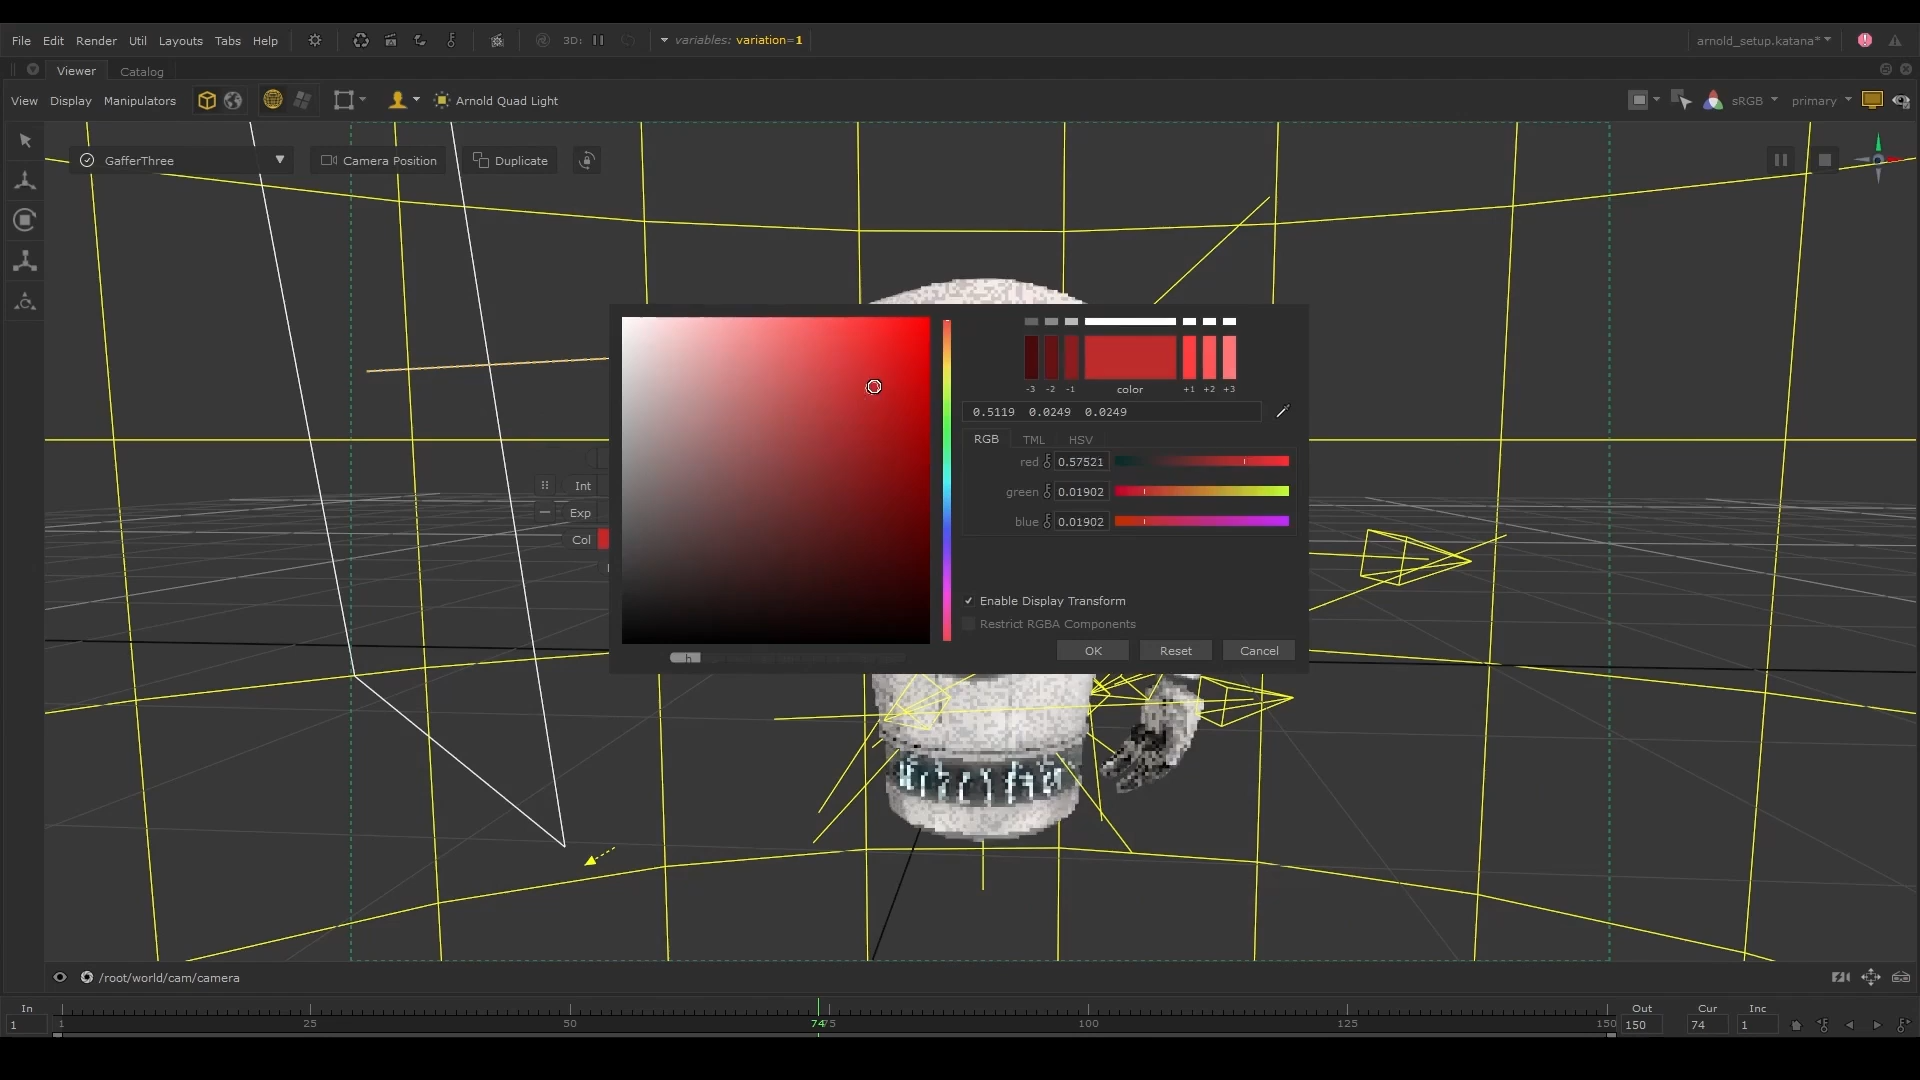 File Edit Render Util Layouts Tabs Help 3D: variables: variation=1 arnold_setup.katana*
Viewer Catalog
View Display Manipulators Arnold Quad Light sRGB primary
GafferThree Camera Position Duplicate
-3 -2 -1 color +1 +2 +3
0.5119 0.0249 0.0249
RGB TML HSV
red 0.57521
Int
green 0.01902
Exp
blue 0.01902
Col
Enable Display Transform
Restrict RGBA Components
OK Reset Cancel
h
/root/world/cam/camera
In Out Cur Inc
1 1 25 50 74 75 100 125 150 150 74 1